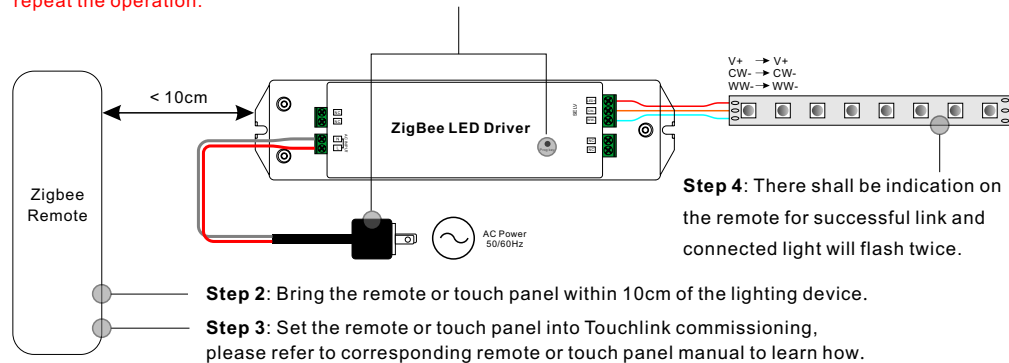 repeat the operation.
V+ → V+
CW- → CW-
WW- → WW-
< 10cm
ZigBee LED Driver
SELV
Zigbee
Remote
AC Power
50/60Hz
Step 4: There shall be indication on
the remote for successful link and
connected light will flash twice.
Step 2: Bring the remote or touch panel within 10cm of the lighting device.
Step 3: Set the remote or touch panel into Touchlink commissioning,
please refer to corresponding remote or touch panel manual to learn how.